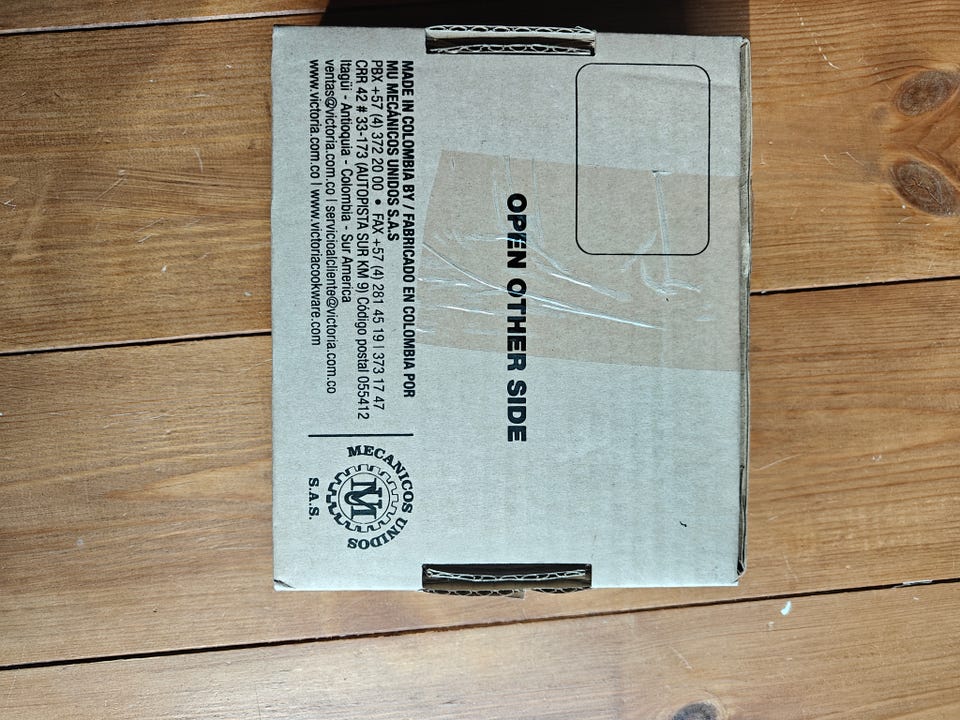 OPEN OTHER SIDE
MADE IN COLOMBIA BY / FABRICADO EN COLOMBIA POR
MU MECÁNICOS UNIDOS S.A.S
PBX +57 (4) 372 20 00 • FAX +57 (4) 281 45 19 | 373 17 47
CRR 42 # 33-173 (AUTOPISTA SUR KM 9) Código postal 055412
Itagüi - Antioquia - Colombia - Sur America
ventas@victoria.com.co | servicioalcliente@victoria.com.co
www.victoria.com.co | www.victoriacookware.com
MECANICOS UNIDOS
MU
S.A.S.